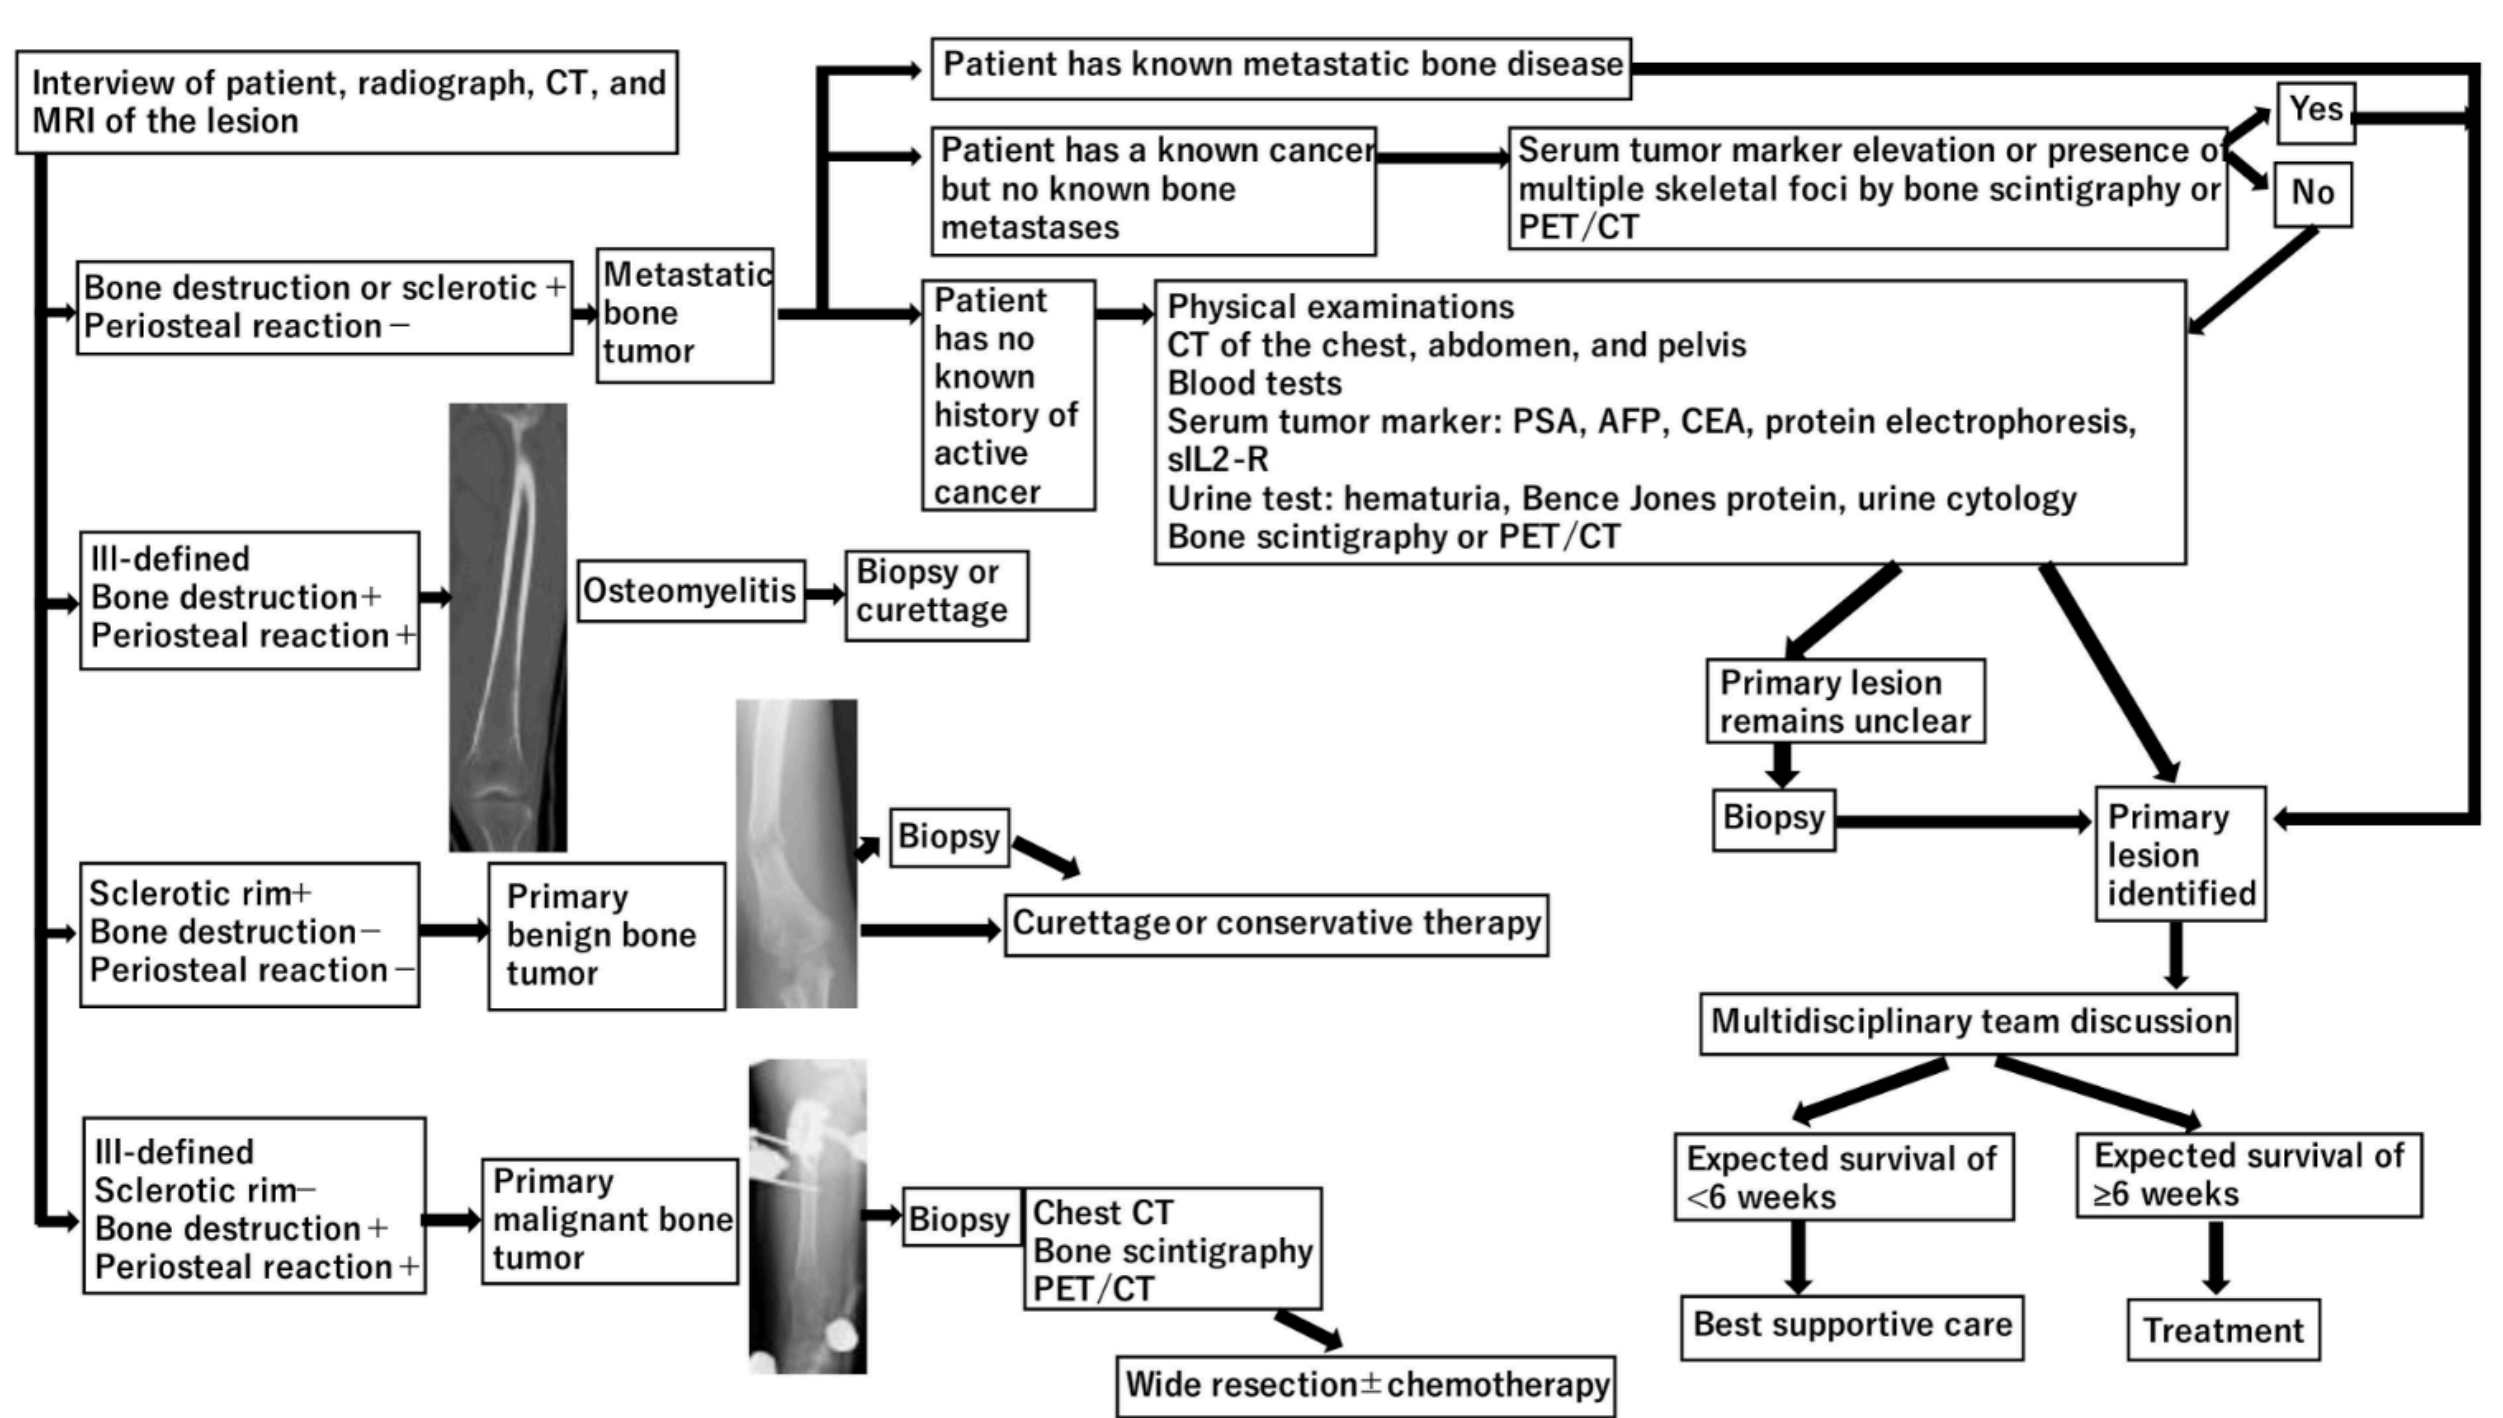 Interview of patient, radiograph, CT, and
MRI of the lesion
Patient has known metastatic bone disease
Yes
Patient has a known cancer
but no known bone
metastases
Serum tumor marker elevation or presence of
multiple skeletal foci by bone scintigraphy or
PET/CT
No
Bone destruction or sclerotic +
Periosteal reaction −
Metastatic
bone
tumor
Patient
has no
known
history of
active
cancer
Physical examinations
CT of the chest, abdomen, and pelvis
Blood tests
Serum tumor marker: PSA, AFP, CEA, protein electrophoresis,
sIL2-R
Urine test: hematuria, Bence Jones protein, urine cytology
Bone scintigraphy or PET/CT
Ill-defined
Bone destruction+
Periosteal reaction +
Osteomyelitis
Biopsy or
curettage
Primary lesion
remains unclear
Biopsy
Primary
lesion
identified
Sclerotic rim+
Bone destruction−
Periosteal reaction −
Primary
benign bone
tumor
Biopsy
Curettage or conservative therapy
Multidisciplinary team discussion
Expected survival of
<6 weeks
Expected survival of
≥6 weeks
Best supportive care
Treatment
Ill-defined
Sclerotic rim−
Bone destruction +
Periosteal reaction +
Primary
malignant bone
tumor
Biopsy
Chest CT
Bone scintigraphy
PET/CT
Wide resection±chemotherapy